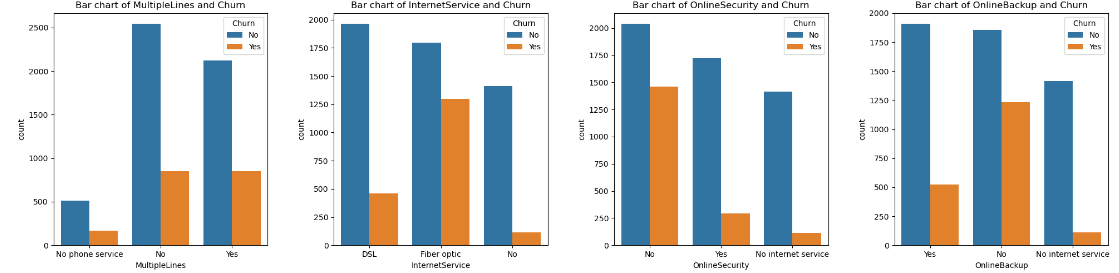 Bar chart of MultipleLines and Churn
2500
2000
1500
1000
500
0
count
Churn
No
Yes
No phone service No Yes
MultipleLines
Bar chart of InternetService and Churn
2000
1750
1500
1250
1000
750
500
250
0
count
Churn
No
Yes
DSL Fiber optic No
InternetService
Bar chart of OnlineSecurity and Churn
2000
1750
1500
1250
1000
750
500
250
0
count
Churn
No
Yes
No Yes No internet service
OnlineSecurity
Bar chart of OnlineBackup and Churn
2000
1750
1500
1250
1000
750
500
250
0
count
Churn
No
Yes
Yes No No internet service
OnlineBackup